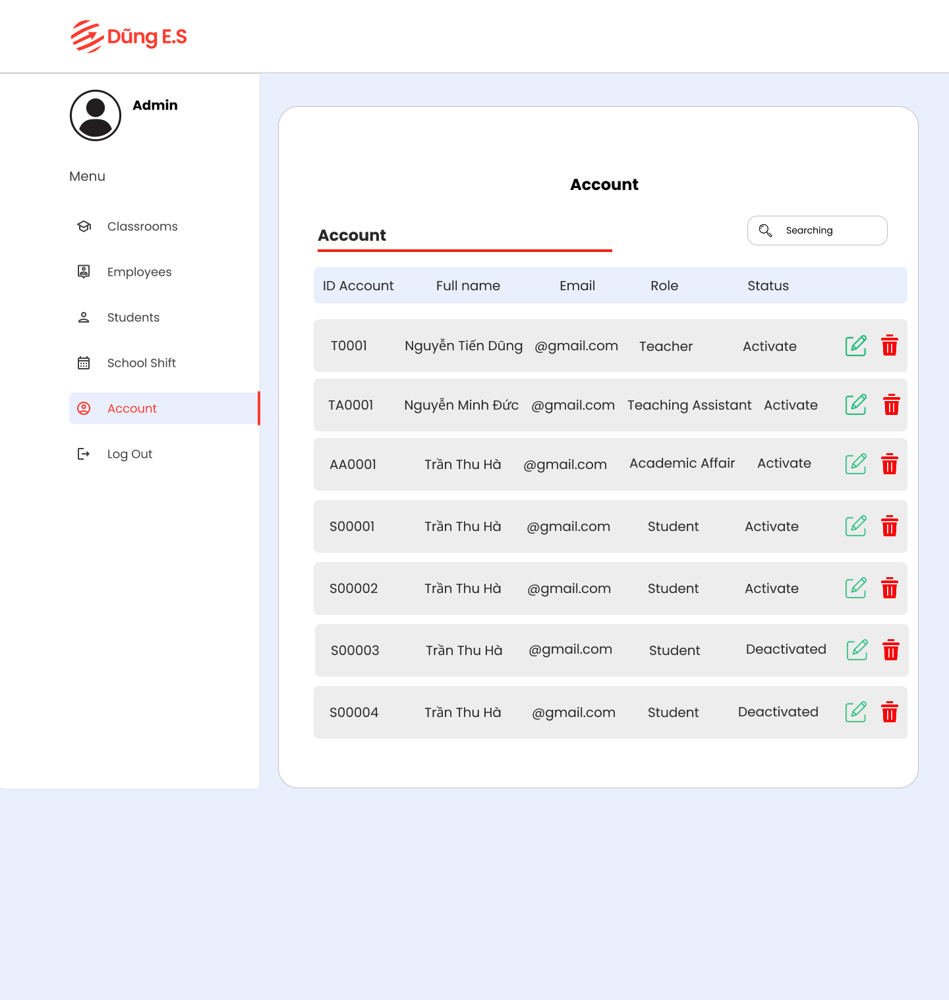 Dũng E.S
Admin
Menu
Classrooms
Employees
Students
School Shift
Account
Log Out
Account
Account
Searching
ID Account Full name Email Role Status
T0001 Nguyễn Tiến Dũng @gmail.com Teacher Activate
TA0001 Nguyễn Minh Đức @gmail.com Teaching Assistant Activate
AA0001 Trần Thu Hà @gmail.com Academic Affair Activate
S00001 Trần Thu Hà @gmail.com Student Activate
S00002 Trần Thu Hà @gmail.com Student Activate
S00003 Trần Thu Hà @gmail.com Student Deactivated
S00004 Trần Thu Hà @gmail.com Student Deactivated